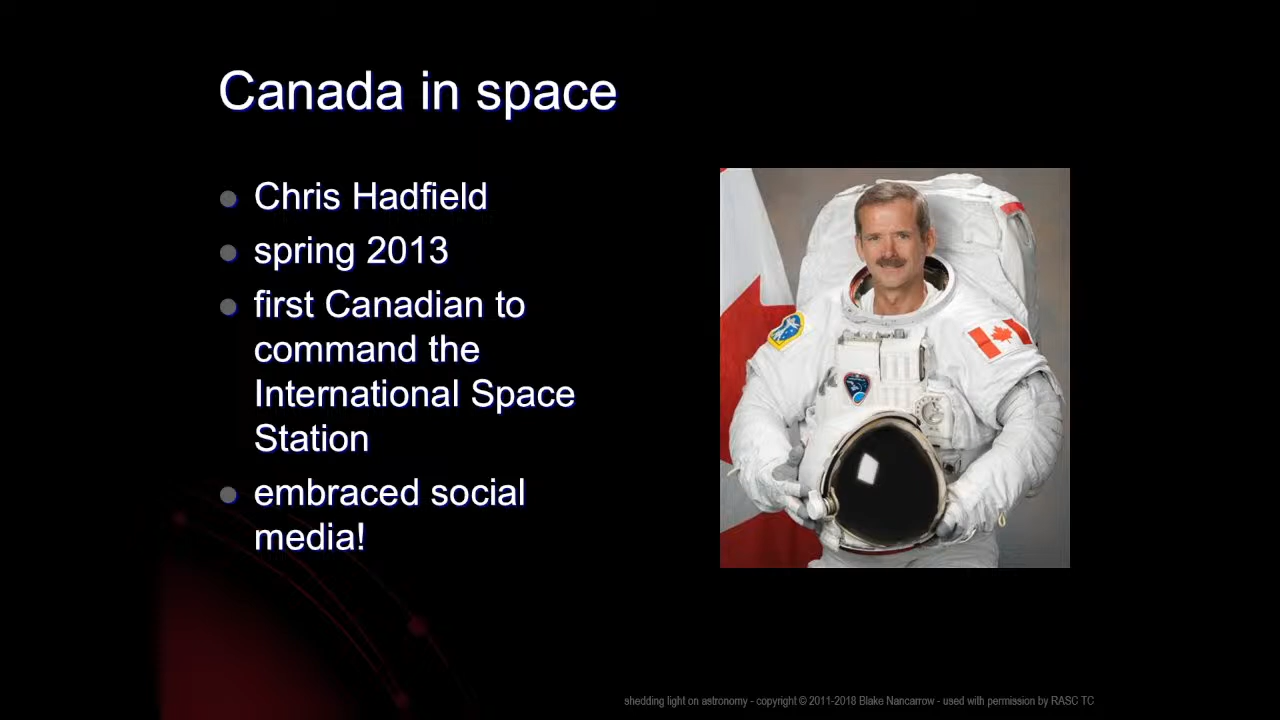 Canada in space
Chris Hadfield
spring 2013
first Canadian to
command the
International Space
Station
embraced social
media!
shedding light on astronomy - copyright © 2011-2018 Blake Nancarrow - used with permission by RASC TC